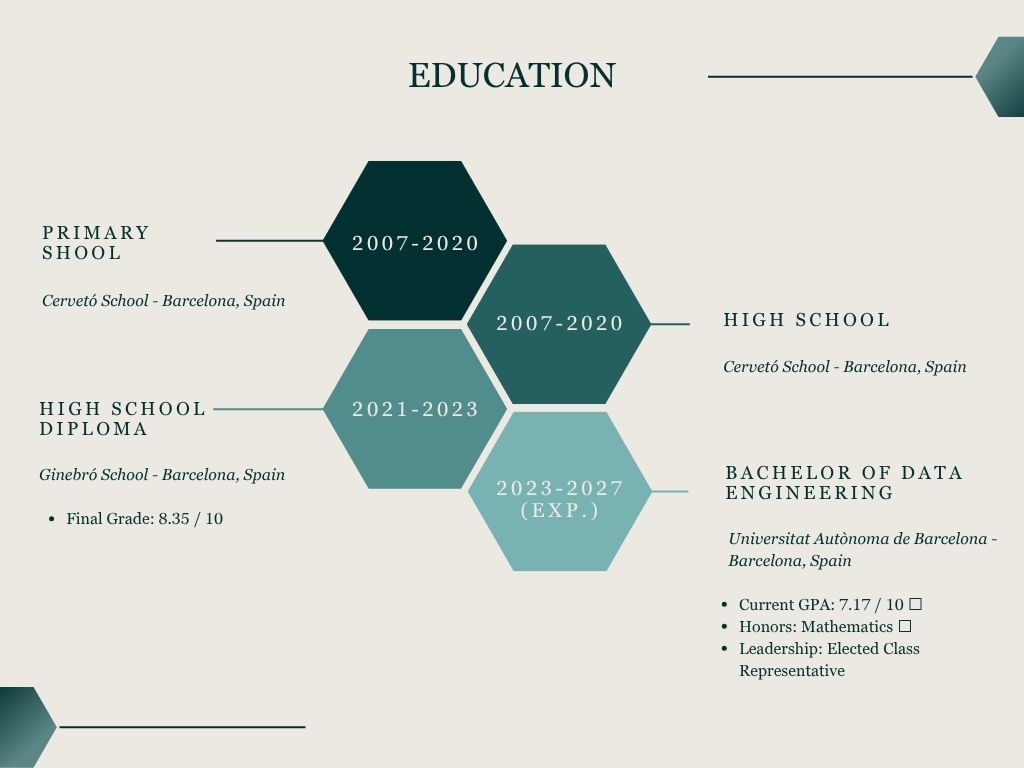 EDUCATION
PRIMARY
SHOOL
Cervetó School - Barcelona, Spain
2007-2020
2007-2020
HIGH SCHOOL
Cervetó School - Barcelona, Spain
HIGH SCHOOL
DIPLOMA
Ginebró School - Barcelona, Spain
• Final Grade: 8.35 / 10
2021-2023
2023-2027
(EXP.)
BACHELOR OF DATA
ENGINEERING
Universitat Autònoma de Barcelona -
Barcelona, Spain
• Current GPA: 7.17 / 10 ☐
• Honors: Mathematics ☐
• Leadership: Elected Class
Representative